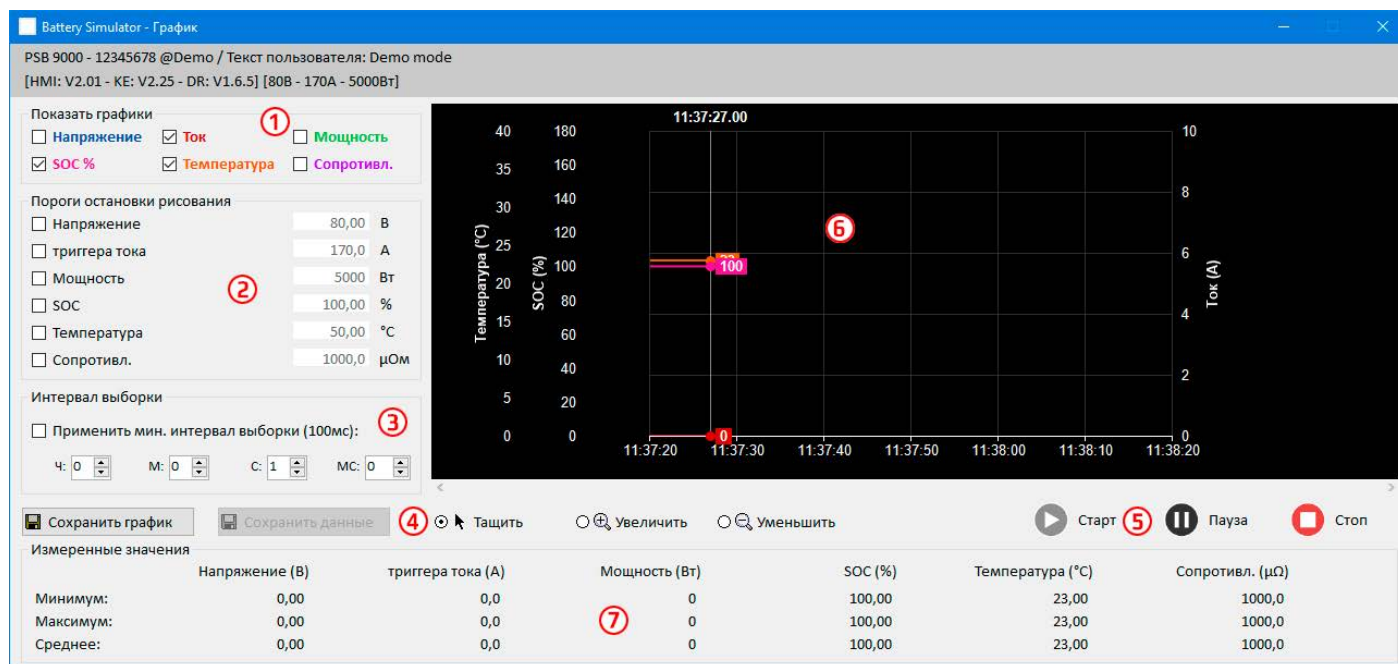 Battery Simulator - График
PSB 9000 - 12345678 @Demo / Текст пользователя: Demo mode
[HMI: V2.01 - KE: V2.25 - DR: V1.6.5] [80В - 170А - 5000Вт]
Показать графики
1
Напряжение Ток Мощность
SOC % Температура Сопротивл.
Пороги остановки рисования
Напряжение 80,00 В
триггера тока 170,0 А
Мощность 5000 Вт
2
SOC 100,00 %
Температура 50,00 °C
Сопротивл. 1000,0 µОм
Интервал выборки
Применить мин. интервал выборки (100мс):
3
Ч: 0 М: 0 С: 1 МС: 0
11:37:27.00
Температура (°C)
40
35
30
25
20
15
10
5
0
SOC (%)
180
160
140
120
100
80
60
40
20
0
6
100
0
10
8
6
4
2
0
Ток (А)
11:37:20 11:37:30 11:37:40 11:37:50 11:38:00 11:38:10 11:38:20
Сохранить график Сохранить данные 4 Тащить Увеличить Уменьшить Старт 5 Пауза Стоп
Измеренные значения
Напряжение (В) триггера тока (А) Мощность (Вт) SOC (%) Температура (°C) Сопротивл. (µΩ)
Минимум: 0,00 0,0 0 100,00 23,00 1000,0
Максимум: 0,00 0,0 7 0 100,00 23,00 1000,0
Среднее: 0,00 0,0 0 100,00 23,00 1000,0